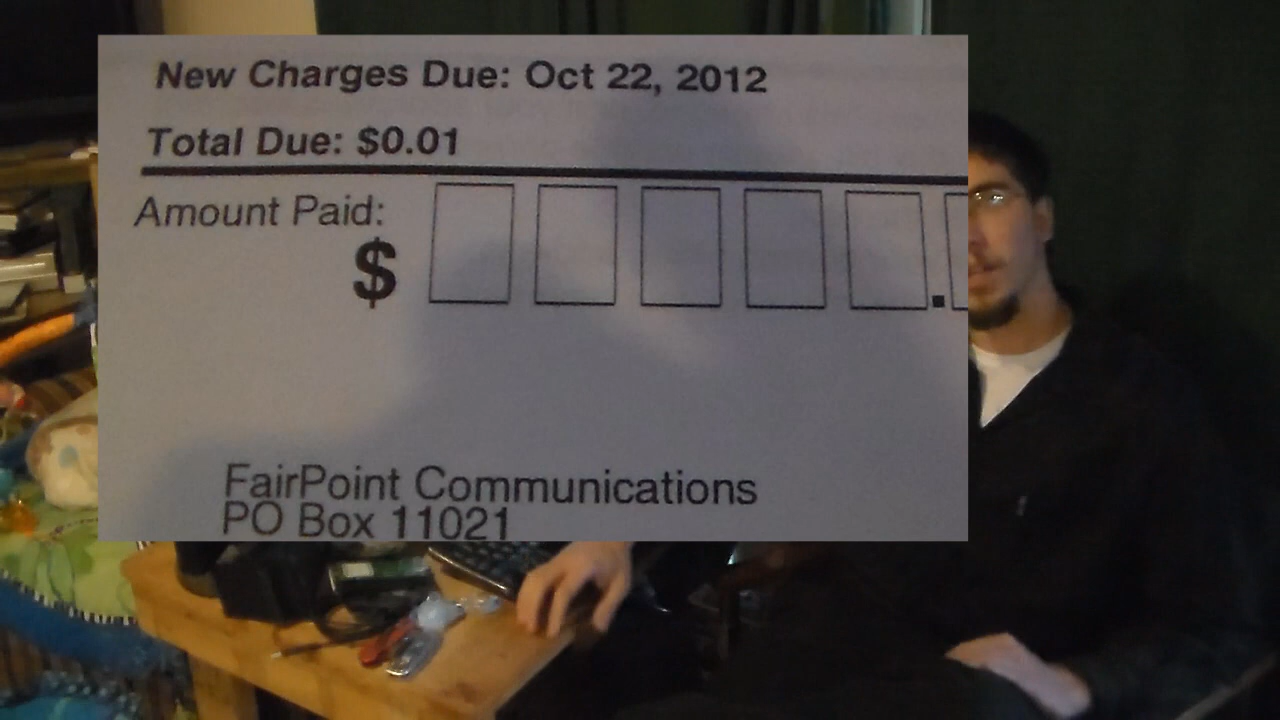 New Charges Due: Oct 22, 2012
Total Due: $0.01
Amount Paid:
$ .
FairPoint Communications
PO Box 11021